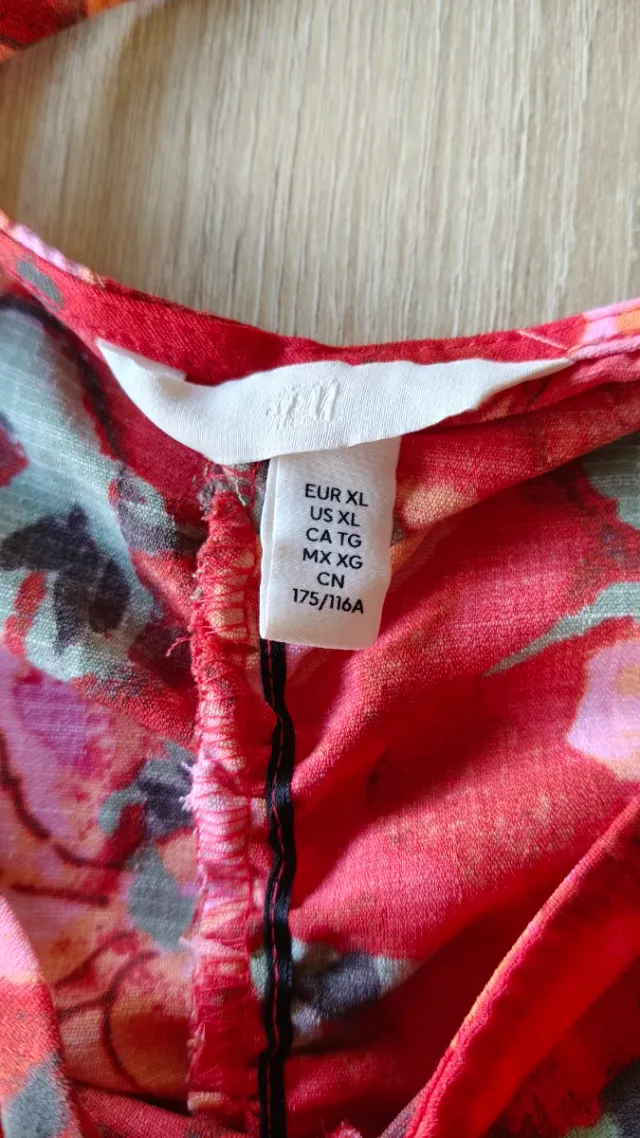 H&M
EUR XL
US XL
CA TG
MX XG
CN
175/116A